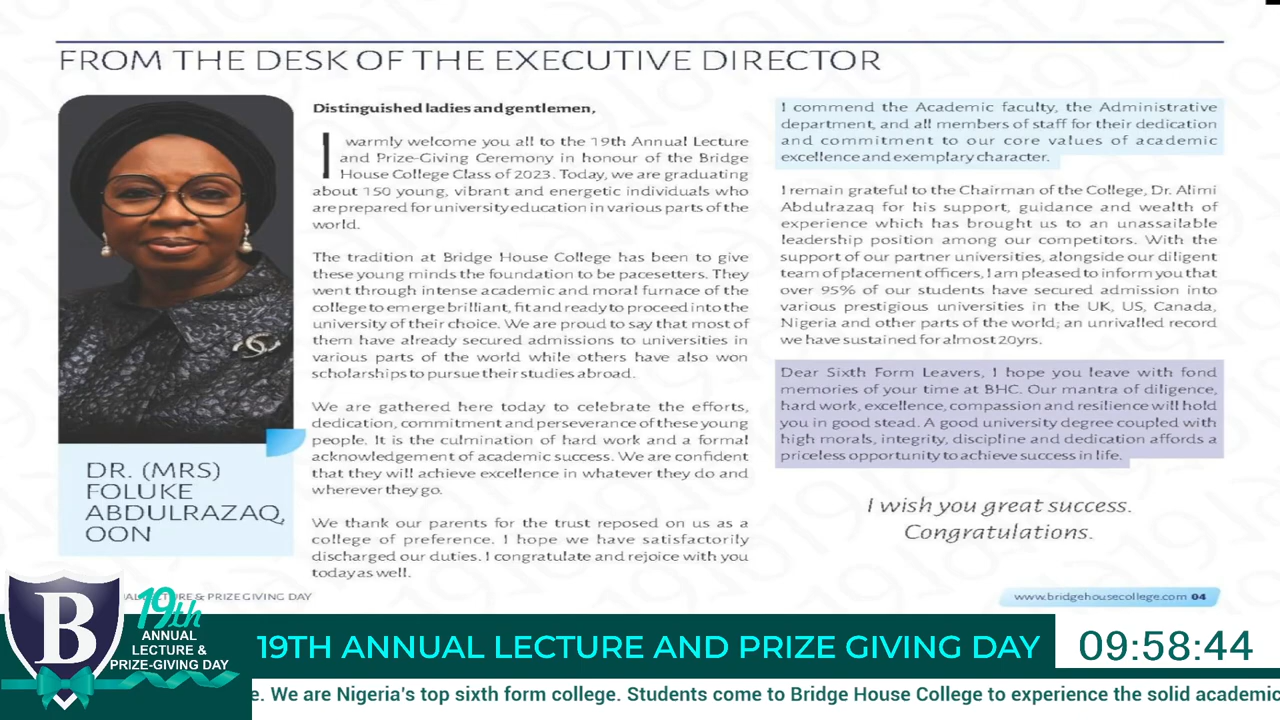 FROM THE DESK OF THE EXECUTIVE DIRECTOR
DR. (MRS)
FOLUKE
ABDULRAZAQ,
OON
Distinguished ladies and gentlemen,
I warmly welcome you all to the 19th Annual Lecture
and Prize-Giving Ceremony in honour of the Bridge
House College Class of 2023. Today, we are graduating
about 150 young, vibrant and energetic individuals who
are prepared for university education in various parts of the
world.
The tradition at Bridge House College has been to give
these young minds the foundation to be pacesetters. They
went through intense academic and moral furnace of the
college to emerge brilliant, fit and ready to proceed into the
university of their choice. We are proud to say that most of
them have already secured admissions to universities in
various parts of the world while others have also won
scholarships to pursue their studies abroad.
We are gathered here today to celebrate the efforts,
dedication, commitment and perseverance of these young
people. It is the culmination of hard work and a formal
acknowledgement of academic success. We are confident
that they will achieve excellence in whatever they do and
wherever they go.
We thank our parents for the trust reposed on us as a
college of preference. I hope we have satisfactorily
discharged our duties. I congratulate and rejoice with you
today as well.
I commend the Academic faculty, the Administrative
department, and all members of staff for their dedication
and commitment to our core values of academic
excellence and exemplary character.
I remain grateful to the Chairman of the College, Dr. Alimi
Abdulrazaq for his support, guidance and wealth of
experience which has brought us to an unassailable
leadership position among our competitors. With the
support of our partner universities, alongside our diligent
team of placement officers, I am pleased to inform you that
over 95% of our students have secured admission into
various prestigious universities in the UK, US, Canada,
Nigeria and other parts of the world; an unrivalled record
we have sustained for almost 20yrs.
Dear Sixth Form Leavers, I hope you leave with fond
memories of your time at BHC. Our mantra of diligence,
hard work, excellence, compassion and resilience will hold
you in good stead. A good university degree coupled with
high morals, integrity, discipline and dedication affords a
priceless opportunity to achieve success in life.
I wish you great success.
Congratulations.
& PRIZE GIVING DAY
www.bridgehousecollege.com 04
B
19th
ANNUAL
LECTURE &
PRIZE-GIVING DAY
19TH ANNUAL LECTURE AND PRIZE GIVING DAY
09:58:44
e. We are Nigeria's top sixth form college. Students come to Bridge House College to experience the solid academic